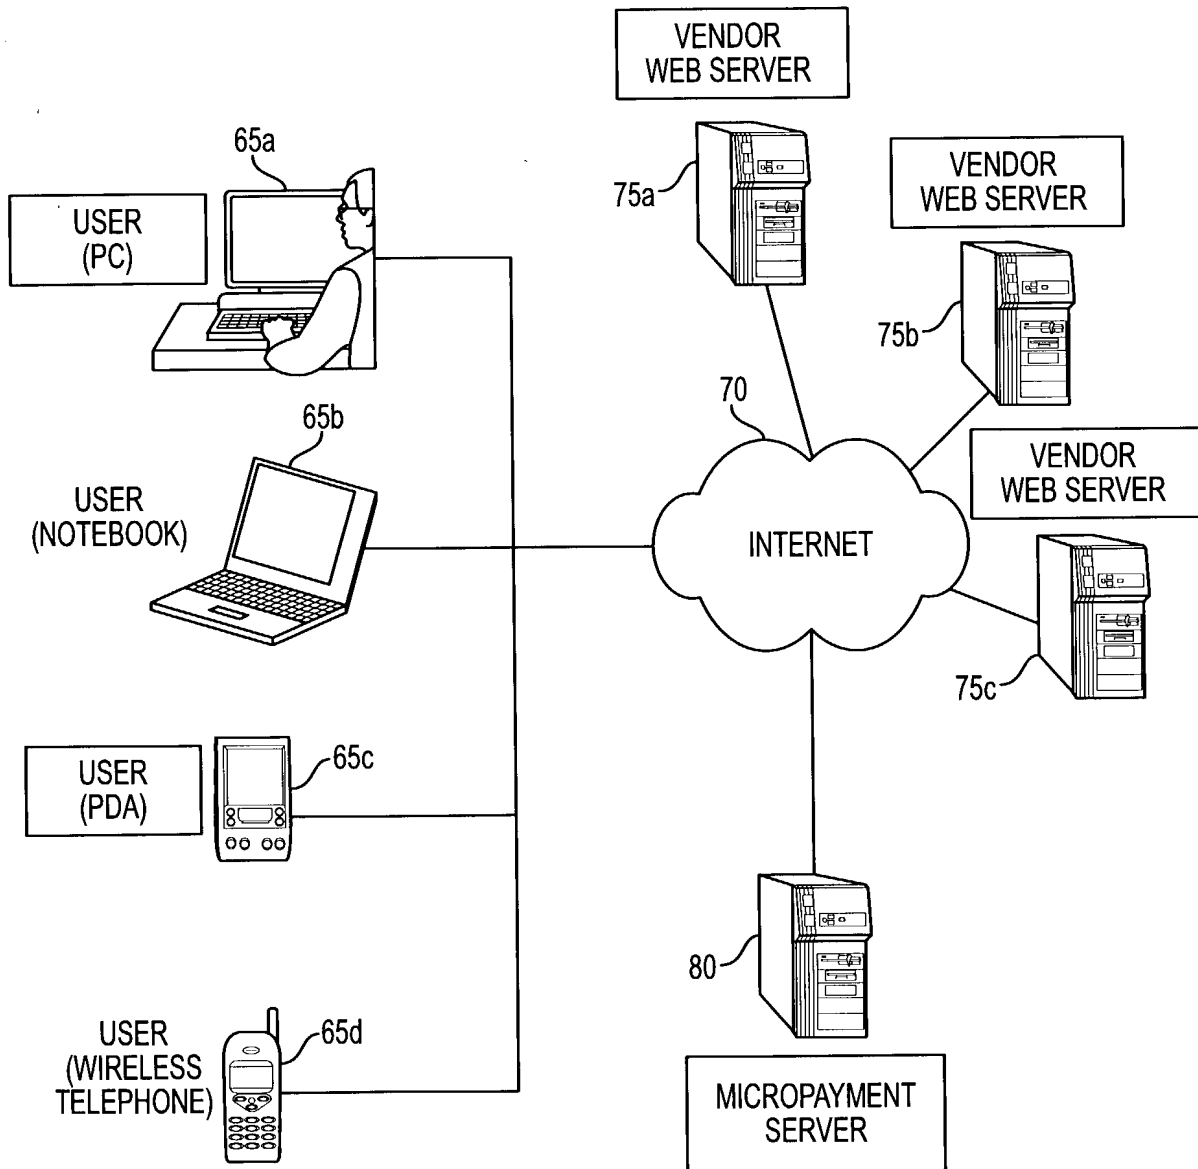 VENDOR
WEB SERVER
65a
USER
(PC)
75a
VENDOR
WEB SERVER
75b
70
65b
USER
(NOTEBOOK)
INTERNET
VENDOR
WEB SERVER
75c
USER
(PDA)
65c
80
USER
(WIRELESS
TELEPHONE)
65d
MICROPAYMENT
SERVER